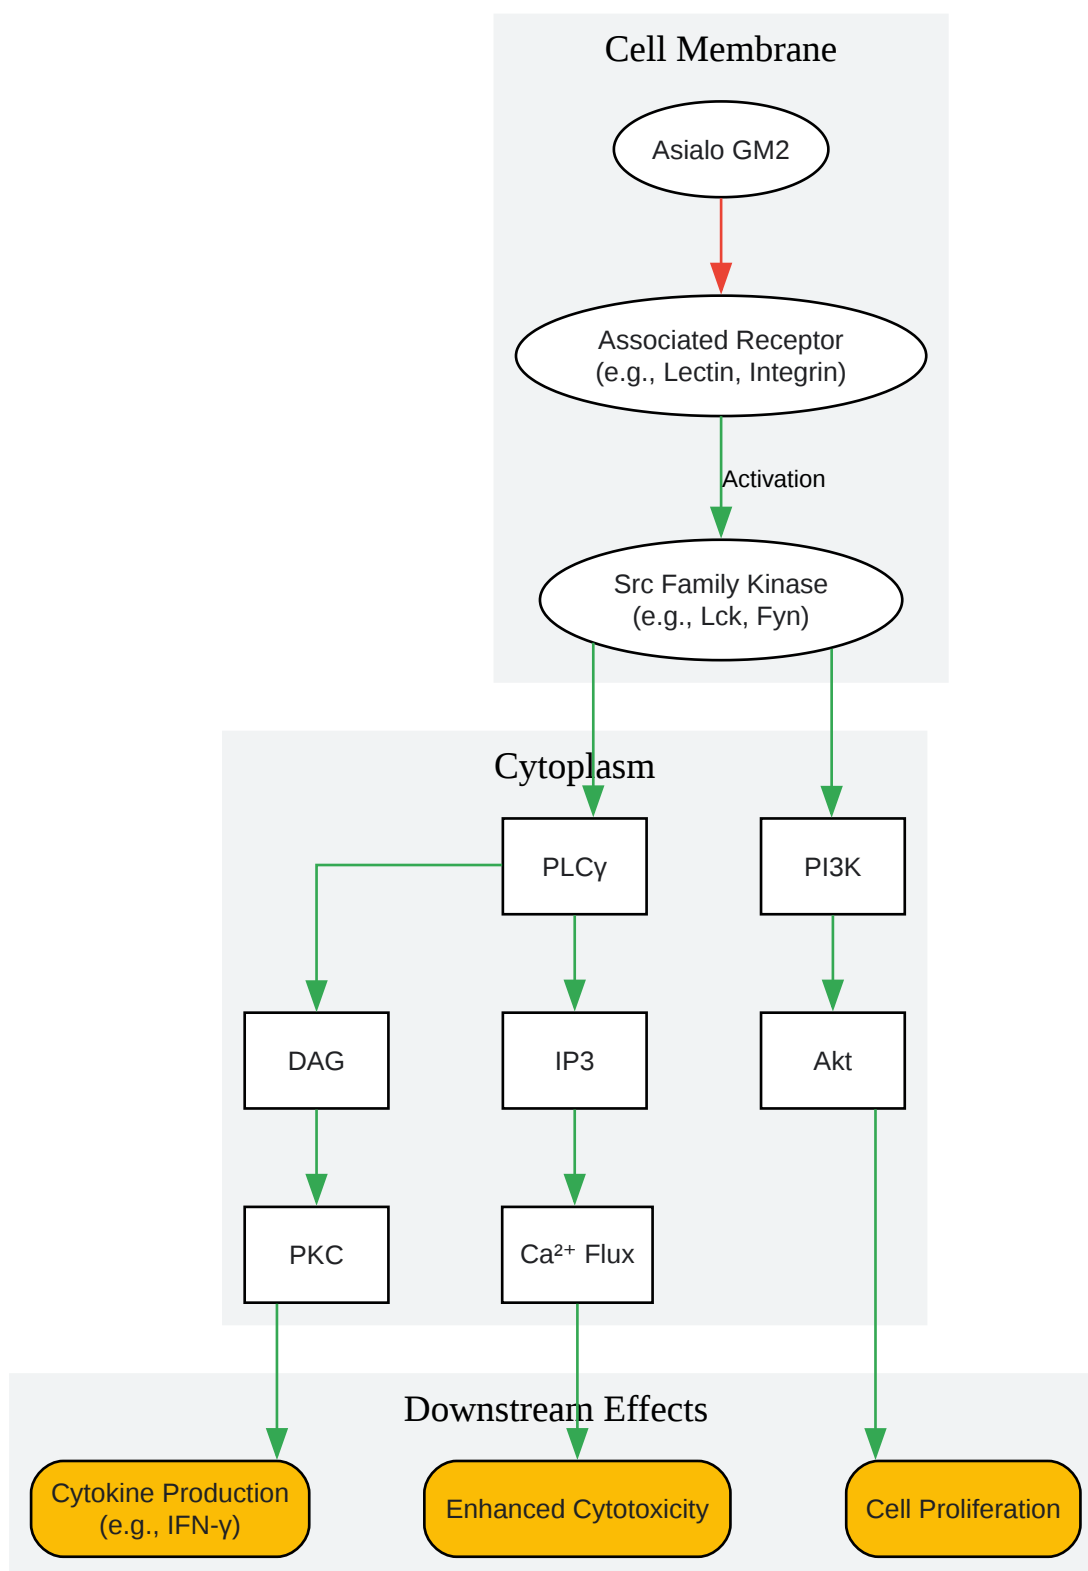 Cell Membrane
Asialo GM2
Associated Receptor
(e.g., Lectin, Integrin)
Activation
Src Family Kinase
(e.g., Lck, Fyn)
Cytoplasm
PLCγ
PI3K
DAG
IP3
Akt
PKC
Ca²⁺ Flux
Downstream Effects
Cytokine Production
(e.g., IFN-γ)
Enhanced Cytotoxicity
Cell Proliferation